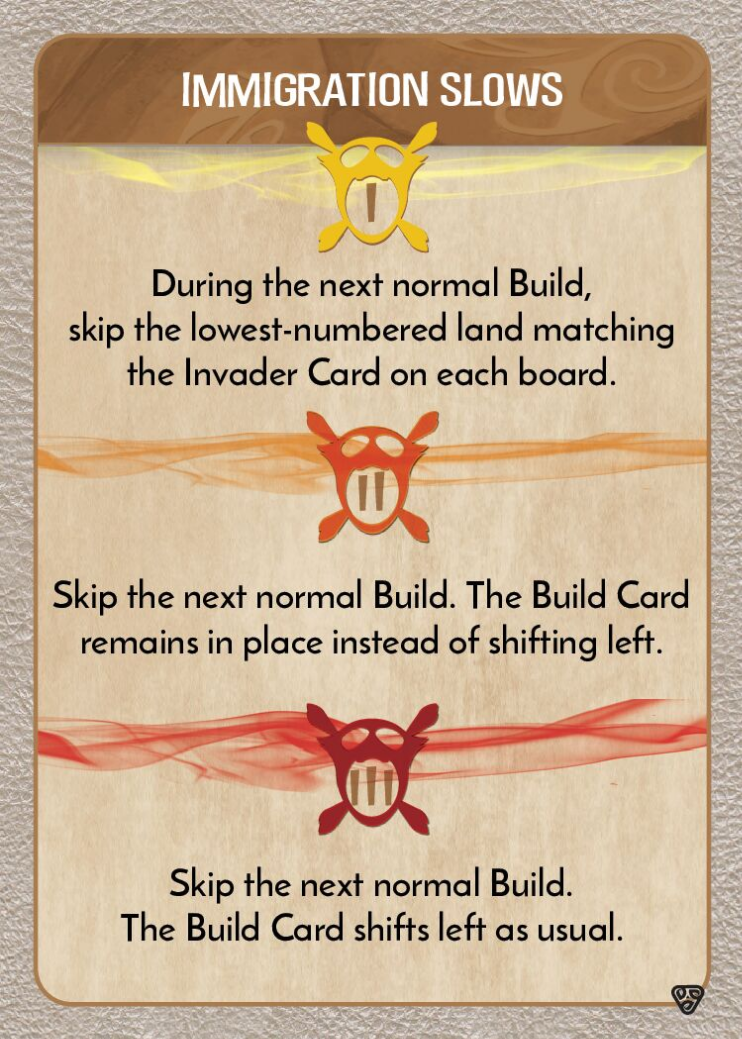 IMMIGRATION SLOWS
I
During the next normal Build,
skip the lowest-numbered land matching
the Invader Card on each board.
II
Skip the next normal Build. The Build Card
remains in place instead of shifting left.
III
Skip the next normal Build.
The Build Card shifts left as usual.